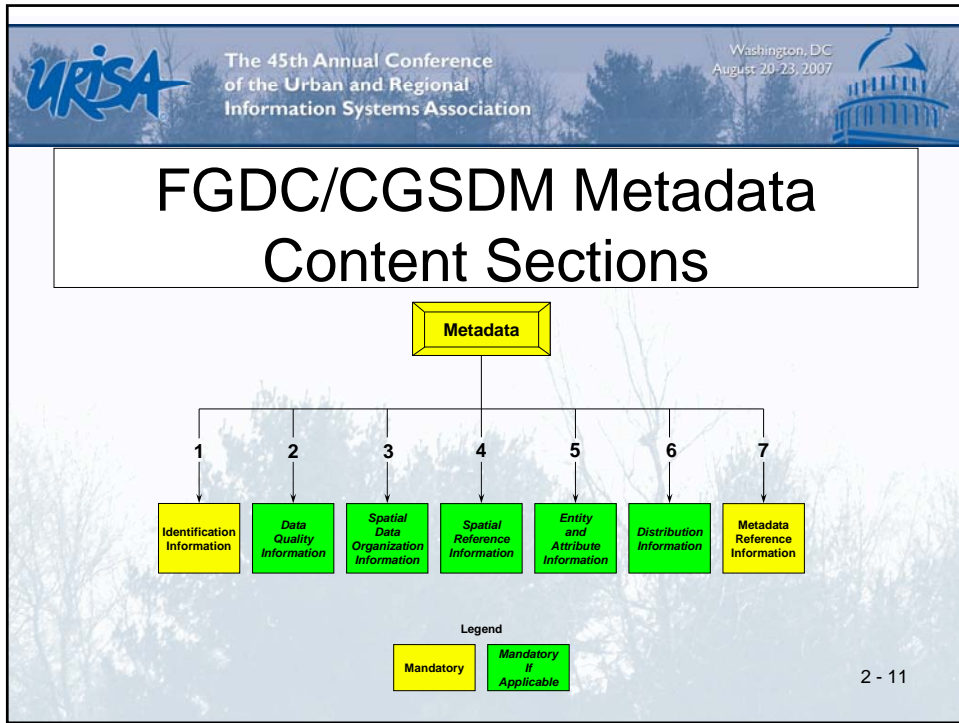 URISA
The 45th Annual Conference
of the Urban and Regional
Information Systems Association
Washington, DC
August 20-23, 2007
FGDC/CGSDM Metadata
Content Sections
Metadata
1 2 3 4 5 6 7
Identification
Information
Data
Quality
Information
Spatial
Data
Organization
Information
Spatial
Reference
Information
Entity
and
Attribute
Information
Distribution
Information
Metadata
Reference
Information
Legend
Mandatory
Mandatory
If
Applicable
2 - 11